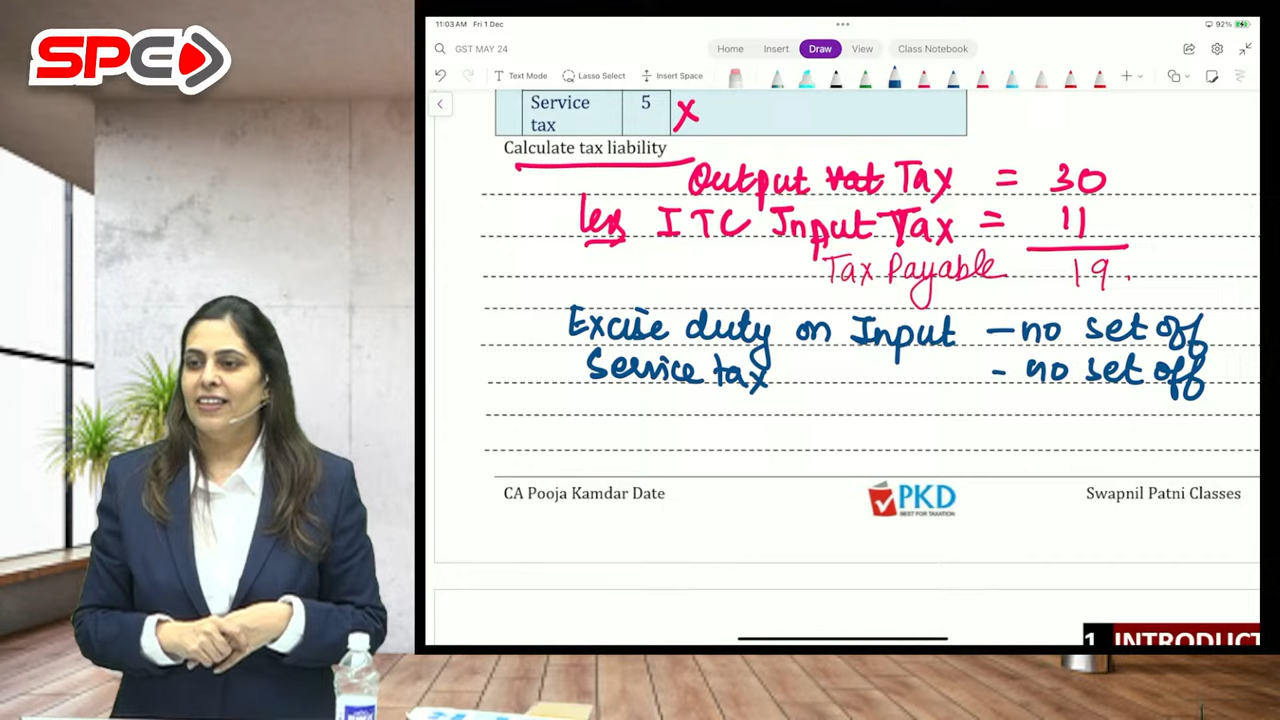 SPED
11:03 AM Fri 1 Dec
92%
GST MAY 24
Home Insert Draw View Class Notebook
Text Mode Lasso Select Insert Space
Service tax 5 X
Calculate tax liability
Output vat Tax = 30
less ITC Input Tax = 11
Tax Payable 19.
Excise duty on Input - no set off
Service tax - no set off
CA Pooja Kamdar Date PKD Swapnil Patni Classes
BEST FOR TAXATION
1 INTRODUCT